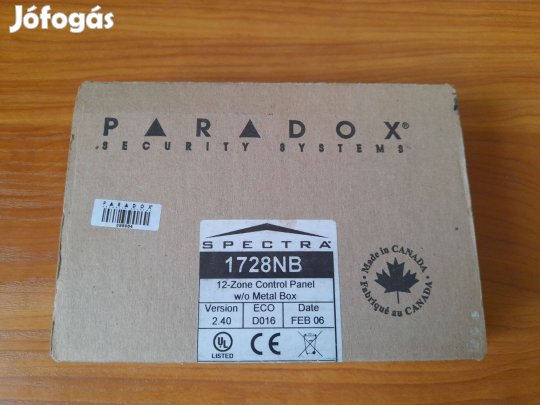 Jófogás
PARADOX®
SECURITY SYSTEMS
PARADOX
SPECTRA
1728NB
12-Zone Control Panel
w/o Metal Box
Version ECO Date
2.40 D016 FEB 06
UL
LISTED
CE
Made in CANADA
Fabriqué au CANADA